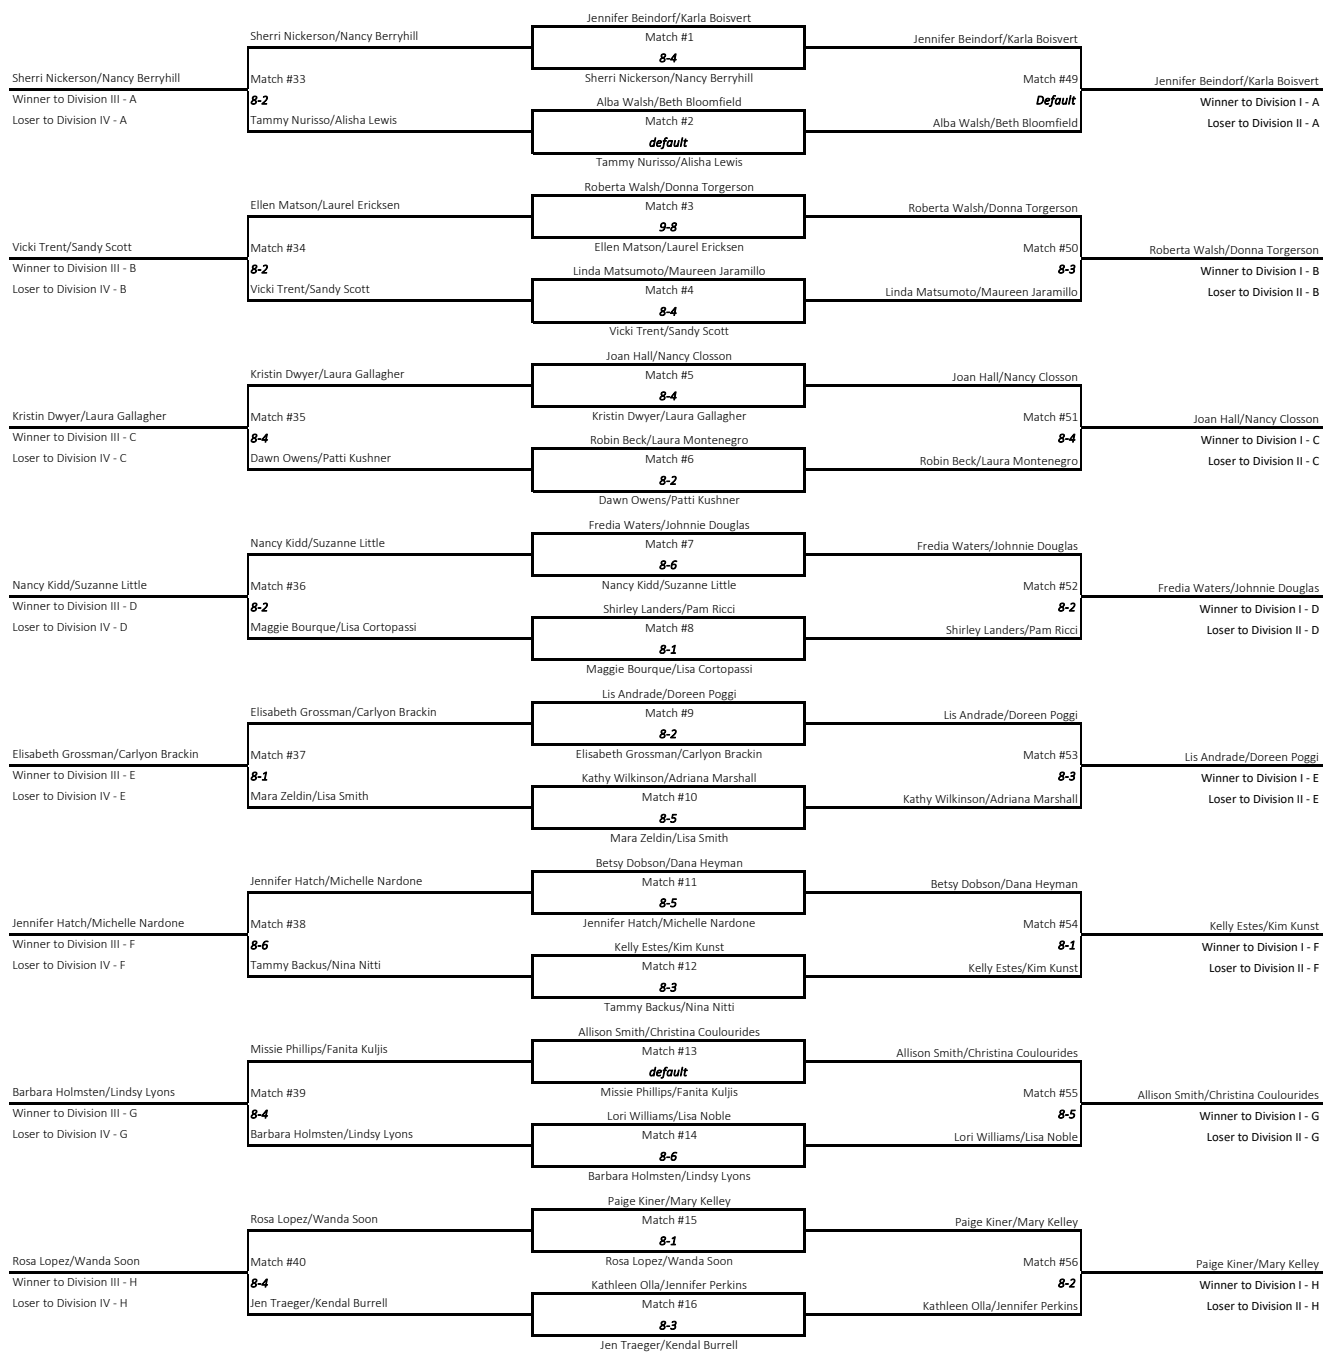 Jennifer Beindorf/Karla Boisvert
Sherri Nickerson/Nancy Berryhill
Match #1
Jennifer Beindorf/Karla Boisvert
8-4
Sherri Nickerson/Nancy Berryhill
Match #33
Sherri Nickerson/Nancy Berryhill
Match #49
Jennifer Beindorf/Karla Boisvert
Winner to Division III - A
8-2
Alba Walsh/Beth Bloomfield
Default
Winner to Division I - A
Loser to Division IV - A
Tammy Nurisso/Alisha Lewis
Match #2
Alba Walsh/Beth Bloomfield
Loser to Division II - A
default
Tammy Nurisso/Alisha Lewis
Roberta Walsh/Donna Torgerson
Ellen Matson/Laurel Ericksen
Match #3
Roberta Walsh/Donna Torgerson
9-8
Vicki Trent/Sandy Scott
Match #34
Ellen Matson/Laurel Ericksen
Match #50
Roberta Walsh/Donna Torgerson
Winner to Division III - B
8-2
Linda Matsumoto/Maureen Jaramillo
8-3
Winner to Division I - B
Loser to Division IV - B
Vicki Trent/Sandy Scott
Match #4
Linda Matsumoto/Maureen Jaramillo
Loser to Division II - B
8-4
Vicki Trent/Sandy Scott
Joan Hall/Nancy Closson
Kristin Dwyer/Laura Gallagher
Match #5
Joan Hall/Nancy Closson
8-4
Kristin Dwyer/Laura Gallagher
Match #35
Kristin Dwyer/Laura Gallagher
Match #51
Joan Hall/Nancy Closson
Winner to Division III - C
8-4
Robin Beck/Laura Montenegro
8-4
Winner to Division I - C
Loser to Division IV - C
Dawn Owens/Patti Kushner
Match #6
Robin Beck/Laura Montenegro
Loser to Division II - C
8-2
Dawn Owens/Patti Kushner
Fredia Waters/Johnnie Douglas
Nancy Kidd/Suzanne Little
Match #7
Fredia Waters/Johnnie Douglas
8-6
Nancy Kidd/Suzanne Little
Match #36
Nancy Kidd/Suzanne Little
Match #52
Fredia Waters/Johnnie Douglas
Winner to Division III - D
8-2
Shirley Landers/Pam Ricci
8-2
Winner to Division I - D
Loser to Division IV - D
Maggie Bourque/Lisa Cortopassi
Match #8
Shirley Landers/Pam Ricci
Loser to Division II - D
8-1
Maggie Bourque/Lisa Cortopassi
Lis Andrade/Doreen Poggi
Elisabeth Grossman/Carlyon Brackin
Match #9
Lis Andrade/Doreen Poggi
8-2
Elisabeth Grossman/Carlyon Brackin
Match #37
Elisabeth Grossman/Carlyon Brackin
Match #53
Lis Andrade/Doreen Poggi
Winner to Division III - E
8-1
Kathy Wilkinson/Adriana Marshall
8-3
Winner to Division I - E
Loser to Division IV - E
Mara Zeldin/Lisa Smith
Match #10
Kathy Wilkinson/Adriana Marshall
Loser to Division II - E
8-5
Mara Zeldin/Lisa Smith
Betsy Dobson/Dana Heyman
Jennifer Hatch/Michelle Nardone
Match #11
Betsy Dobson/Dana Heyman
8-5
Jennifer Hatch/Michelle Nardone
Match #38
Jennifer Hatch/Michelle Nardone
Match #54
Kelly Estes/Kim Kunst
Winner to Division III - F
8-6
Kelly Estes/Kim Kunst
8-1
Winner to Division I - F
Loser to Division IV - F
Tammy Backus/Nina Nitti
Match #12
Kelly Estes/Kim Kunst
Loser to Division II - F
8-3
Tammy Backus/Nina Nitti
Allison Smith/Christina Coulourides
Missie Phillips/Fanita Kuljis
Match #13
Allison Smith/Christina Coulourides
default
Barbara Holmsten/Lindsy Lyons
Match #39
Missie Phillips/Fanita Kuljis
Match #55
Allison Smith/Christina Coulourides
Winner to Division III - G
8-4
Lori Williams/Lisa Noble
8-5
Winner to Division I - G
Loser to Division IV - G
Barbara Holmsten/Lindsy Lyons
Match #14
Lori Williams/Lisa Noble
Loser to Division II - G
8-6
Barbara Holmsten/Lindsy Lyons
Paige Kiner/Mary Kelley
Rosa Lopez/Wanda Soon
Match #15
Paige Kiner/Mary Kelley
8-1
Rosa Lopez/Wanda Soon
Match #40
Rosa Lopez/Wanda Soon
Match #56
Paige Kiner/Mary Kelley
Winner to Division III - H
8-4
Kathleen Olla/Jennifer Perkins
8-2
Winner to Division I - H
Loser to Division IV - H
Jen Traeger/Kendal Burrell
Match #16
Kathleen Olla/Jennifer Perkins
Loser to Division II - H
8-3
Jen Traeger/Kendal Burrell